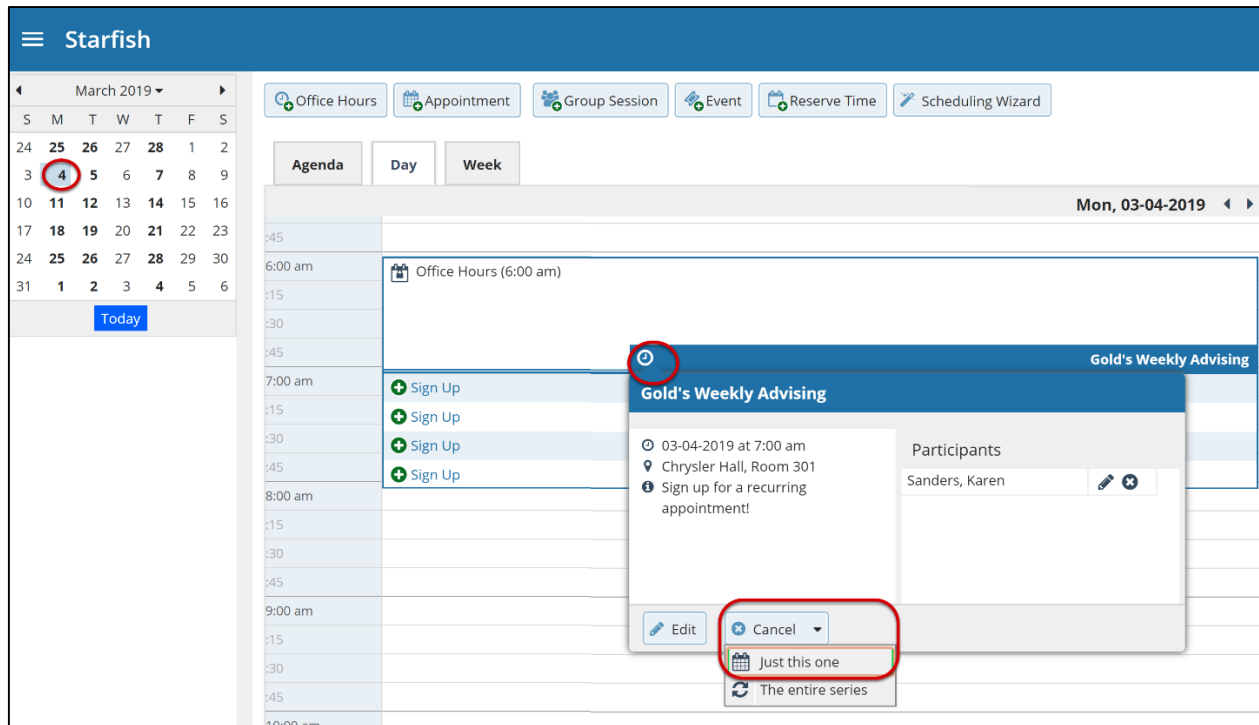 Starfish
March 2019
S M T W T F S
24 25 26 27 28 1 2
3 4 5 6 7 8 9
10 11 12 13 14 15 16
17 18 19 20 21 22 23
24 25 26 27 28 29 30
31 1 2 3 4 5 6
Today
Office Hours Appointment Group Session Event Reserve Time Scheduling Wizard
Agenda Day Week
Mon, 03-04-2019
:45
6:00 am Office Hours (6:00 am)
:15
:30
:45
Gold's Weekly Advising
7:00 am Sign Up
:15 Sign Up
:30 Sign Up
:45 Sign Up
8:00 am
:15
:30
:45
9:00 am
:15
:30
:45
10:00 am
Gold's Weekly Advising
03-04-2019 at 7:00 am
Chrysler Hall, Room 301
Sign up for a recurring
appointment!
Participants
Sanders, Karen
Edit Cancel
Just this one
The entire series